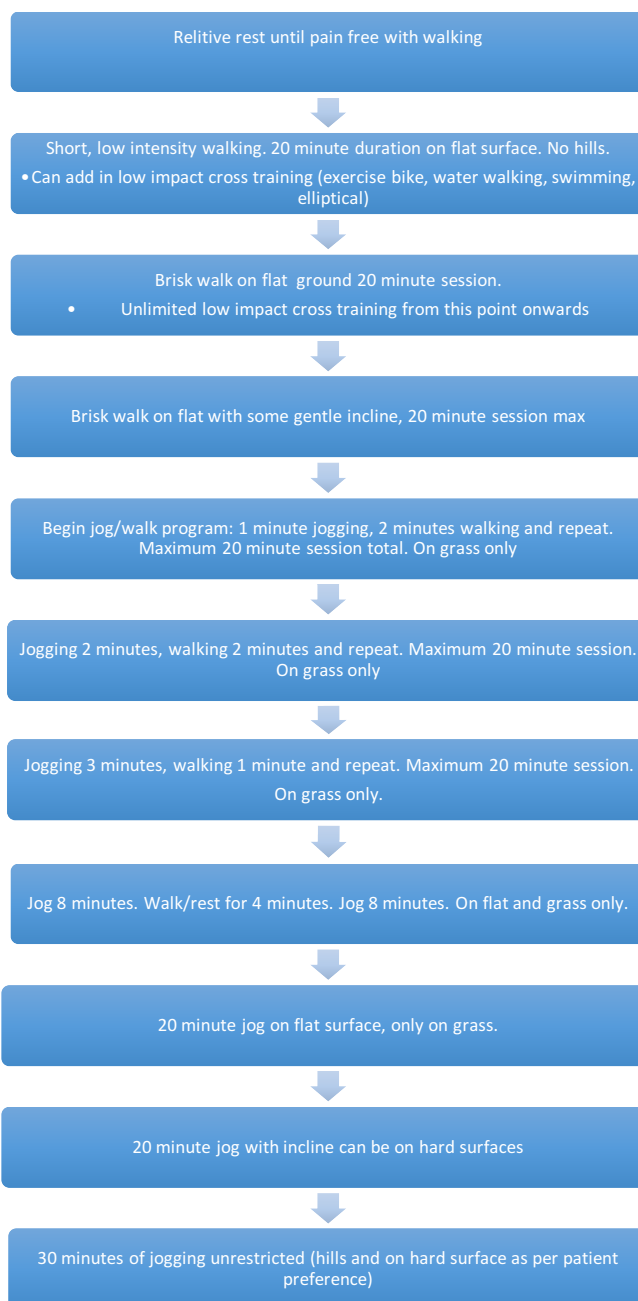 Relitive rest until pain free with walking
Short, low intensity walking. 20 minute duration on flat surface. No hills.
•Can add in low impact cross training (exercise bike, water walking, swimming,
elliptical)
Brisk walk on flat ground 20 minute session.
• Unlimited low impact cross training from this point onwards
Brisk walk on flat with some gentle incline, 20 minute session max
Begin jog/walk program: 1 minute jogging, 2 minutes walking and repeat.
Maximum 20 minute session total. On grass only
Jogging 2 minutes, walking 2 minutes and repeat. Maximum 20 minute session.
On grass only
Jogging 3 minutes, walking 1 minute and repeat. Maximum 20 minute session.
On grass only.
Jog 8 minutes. Walk/rest for 4 minutes. Jog 8 minutes. On flat and grass only.
20 minute jog on flat surface, only on grass.
20 minute jog with incline can be on hard surfaces
30 minutes of jogging unrestricted (hills and on hard surface as per patient
preference)